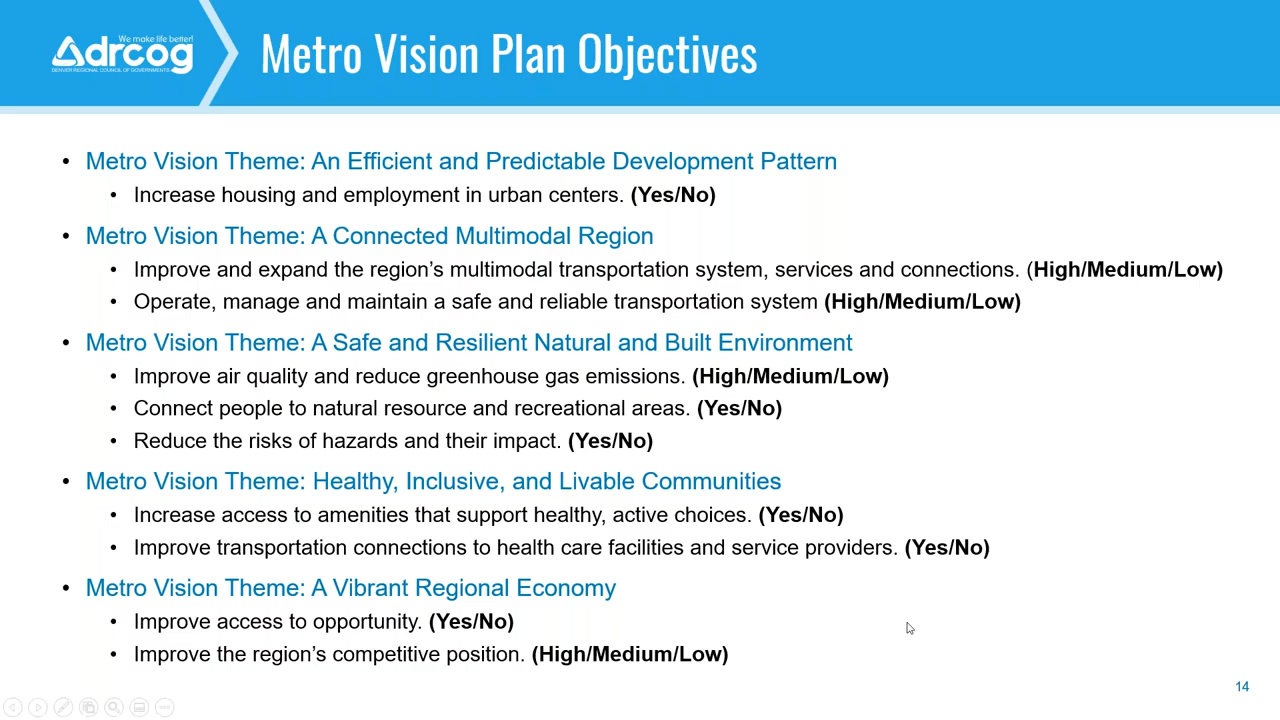 We make life better!
drcog
DENVER REGIONAL COUNCIL OF GOVERNMENTS
Metro Vision Plan Objectives
• Metro Vision Theme: An Efficient and Predictable Development Pattern
• Increase housing and employment in urban centers. (Yes/No)
• Metro Vision Theme: A Connected Multimodal Region
• Improve and expand the region’s multimodal transportation system, services and connections. (High/Medium/Low)
• Operate, manage and maintain a safe and reliable transportation system (High/Medium/Low)
• Metro Vision Theme: A Safe and Resilient Natural and Built Environment
• Improve air quality and reduce greenhouse gas emissions. (High/Medium/Low)
• Connect people to natural resource and recreational areas. (Yes/No)
• Reduce the risks of hazards and their impact. (Yes/No)
• Metro Vision Theme: Healthy, Inclusive, and Livable Communities
• Increase access to amenities that support healthy, active choices. (Yes/No)
• Improve transportation connections to health care facilities and service providers. (Yes/No)
• Metro Vision Theme: A Vibrant Regional Economy
• Improve access to opportunity. (Yes/No)
• Improve the region’s competitive position. (High/Medium/Low)
14